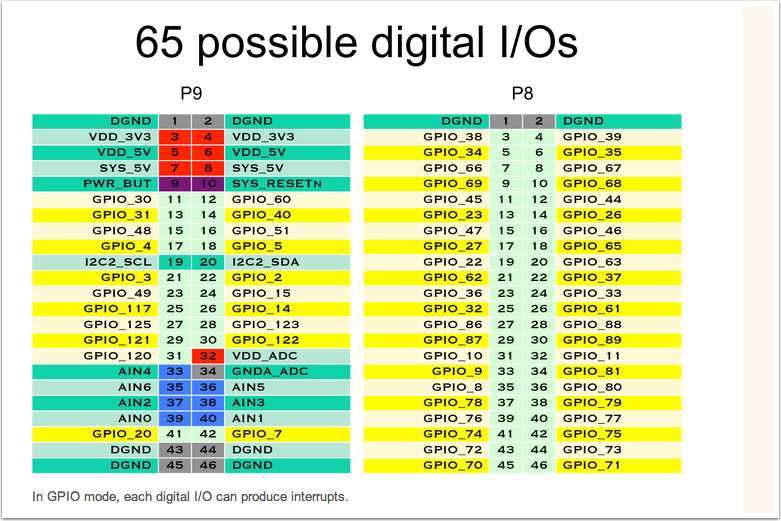 65 possible digital I/Os
P9 P8
DGND 1 2 DGND DGND 1 2 DGND
VDD_3V3 3 4 VDD_3V3 GPIO_38 3 4 GPIO_39
VDD_5V 5 6 VDD_5V GPIO_34 5 6 GPIO_35
SYS_5V 7 8 SYS_5V GPIO_66 7 8 GPIO_67
PWR_BUT 9 10 SYS_RESETN GPIO_69 9 10 GPIO_68
GPIO_30 11 12 GPIO_60 GPIO_45 11 12 GPIO_44
GPIO_31 13 14 GPIO_40 GPIO_23 13 14 GPIO_26
GPIO_48 15 16 GPIO_51 GPIO_47 15 16 GPIO_46
GPIO_4 17 18 GPIO_5 GPIO_27 17 18 GPIO_65
I2C2_SCL 19 20 I2C2_SDA GPIO_22 19 20 GPIO_63
GPIO_3 21 22 GPIO_2 GPIO_62 21 22 GPIO_37
GPIO_49 23 24 GPIO_15 GPIO_36 23 24 GPIO_33
GPIO_117 25 26 GPIO_14 GPIO_32 25 26 GPIO_61
GPIO_125 27 28 GPIO_123 GPIO_86 27 28 GPIO_88
GPIO_121 29 30 GPIO_122 GPIO_87 29 30 GPIO_89
GPIO_120 31 32 VDD_ADC GPIO_10 31 32 GPIO_11
AIN4 33 34 GNDA_ADC GPIO_9 33 34 GPIO_81
AIN6 35 36 AIN5 GPIO_8 35 36 GPIO_80
AIN2 37 38 AIN3 GPIO_78 37 38 GPIO_79
AIN0 39 40 AIN1 GPIO_76 39 40 GPIO_77
GPIO_20 41 42 GPIO_7 GPIO_74 41 42 GPIO_75
DGND 43 44 DGND GPIO_72 43 44 GPIO_73
DGND 45 46 DGND GPIO_70 45 46 GPIO_71
In GPIO mode, each digital I/O can produce interrupts.